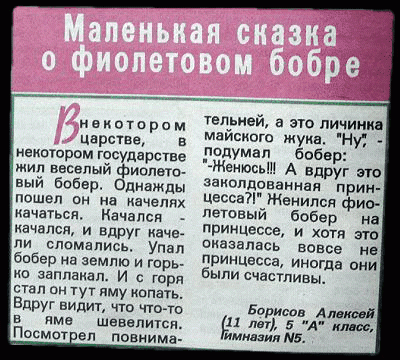 Маленькая сказка
о фиолетовом бобре
В некотором
царстве, в
некотором государстве
жил веселый фиолето-
вый бобер. Однажды
пошел он на качелях
качаться. Качался -
качался, и вдруг каче-
ли сломались. Упал
бобер на землю и горь-
ко заплакал. И с горя
стал он тут яму копать.
Вдруг видит, что что-то
в яме шевелится.
Посмотрел повнима-
тельней, а это личинка
майского жука. "Ну", -
подумал бобер:
"-Женюсь!!! А вдруг это
заколдованная прин-
цесса?!" Женился фио-
летовый бобер на
принцессе, и хотя это
оказалась вовсе не
принцесса, иногда они
были счастливы.
Борисов Алексей
(11 лет), 5 "А" класс,
Гимназия N5.